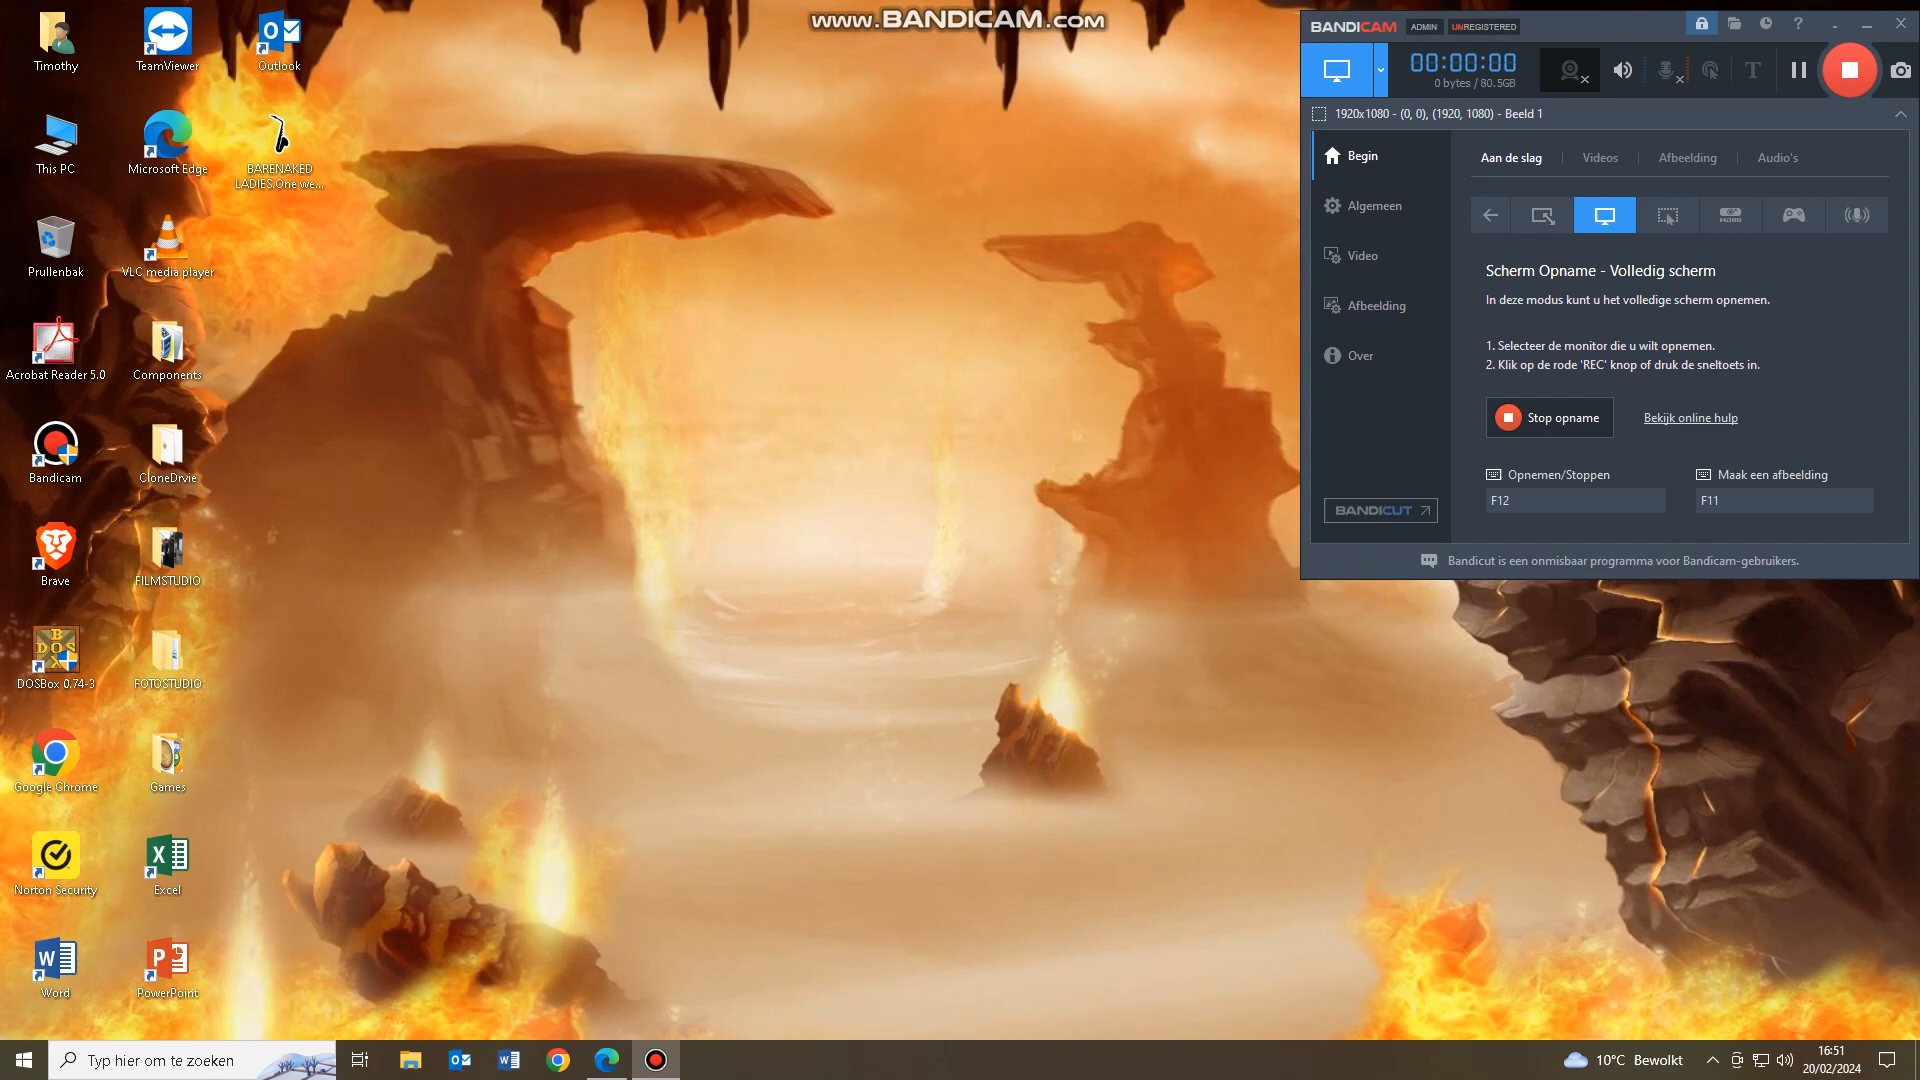 www.BANDICAM.com
Timothy
TeamViewer
Outlook
This PC
Microsoft Edge
BARENAKED
LADIES.One we...
Prullenbak
VLC media player
Acrobat Reader 5.0
Components
Bandicam
CloneDrvie
Brave
FILMSTUDIO
DOSBox 0.74-3
FOTOSTUDIO
Google Chrome
Games
Norton Security
Excel
Word
PowerPoint
BANDICAM ADMIN UNREGISTERED
00:00:00
0 bytes / 80.5GB
1920x1080 - (0, 0), (1920, 1080) - Beeld 1
Begin
Algemeen
Video
Afbeelding
Over
BANDICUT
Aan de slag Videos Afbeelding Audio's
HDMI
Scherm Opname - Volledig scherm
In deze modus kunt u het volledige scherm opnemen.
1. Selecteer de monitor die u wilt opnemen.
2. Klik op de rode 'REC' knop of druk de sneltoets in.
Stop opname Bekijk online hulp
Opnemen/Stoppen Maak een afbeelding
F12 F11
Bandicut is een onmisbaar programma voor Bandicam-gebruikers.
Typ hier om te zoeken
10°C Bewolkt
16:51
20/02/2024